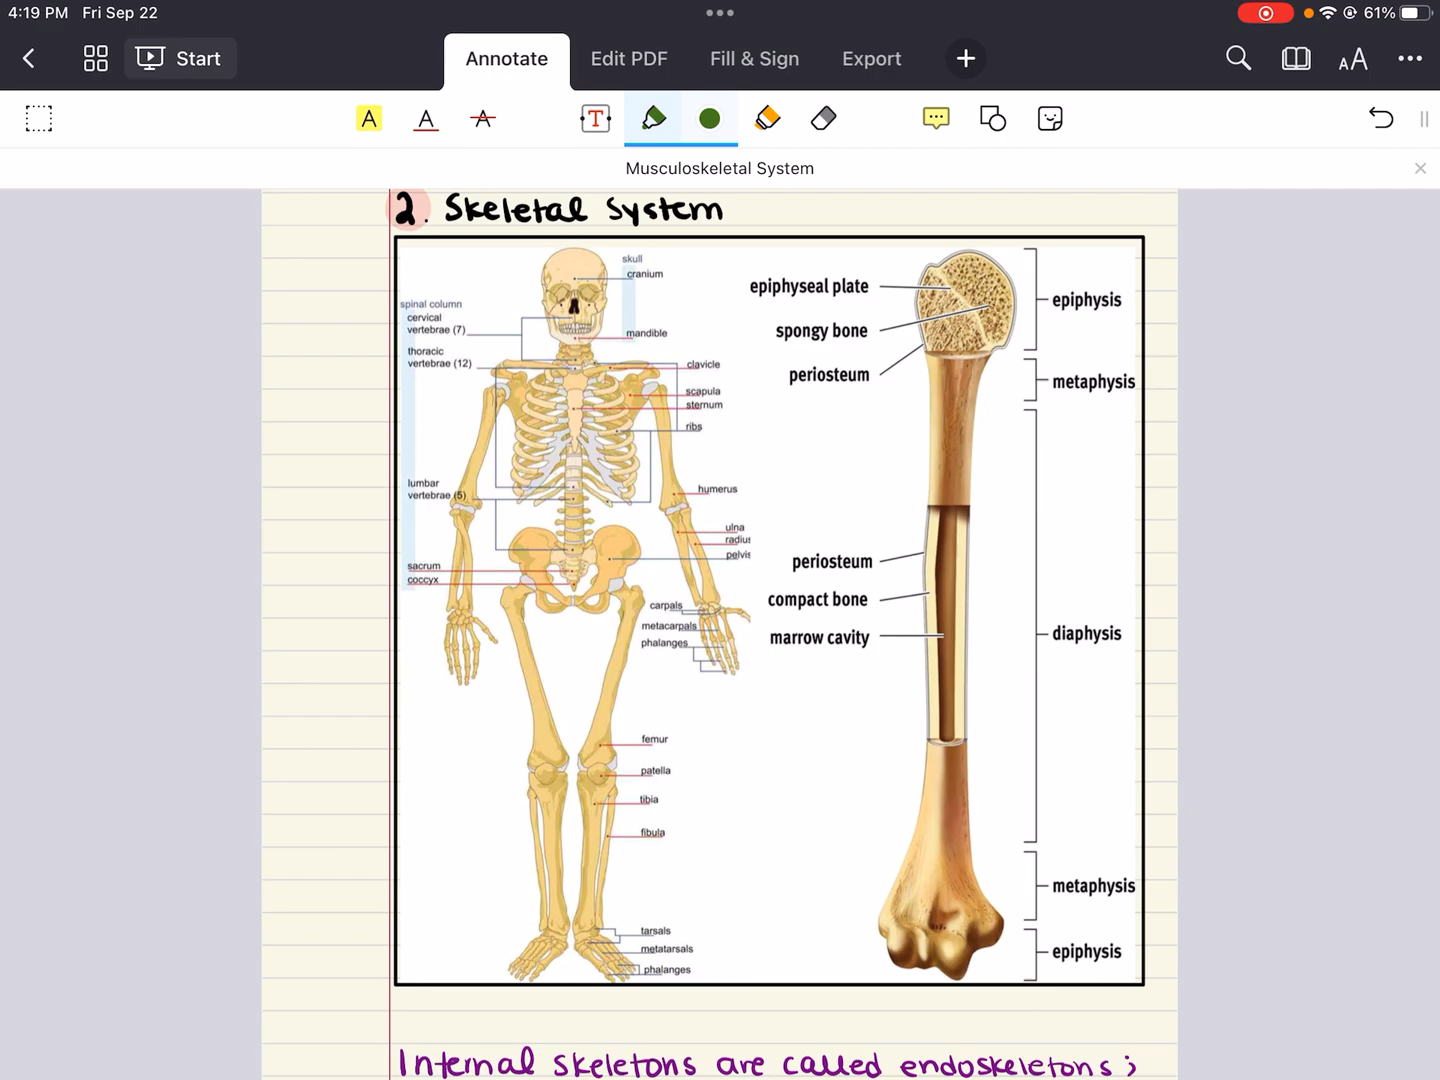 4:19 PM Fri Sep 22
61%
Start
Annotate
Edit PDF
Fill & Sign
Export
Musculoskeletal System
2. Skeletal System
skull
cranium
mandible
spinal column
cervical
vertebrae (7)
thoracic
vertebrae (12)
lumbar
vertebrae (5)
sacrum
coccyx
clavicle
scapula
sternum
ribs
humerus
ulna
radius
pelvis
carpals
metacarpals
phalanges
femur
patella
tibia
fibula
tarsals
metatarsals
phalanges
epiphyseal plate
spongy bone
periosteum
periosteum
compact bone
marrow cavity
epiphysis
metaphysis
diaphysis
metaphysis
epiphysis
Internal skeletons are called endoskeletons;